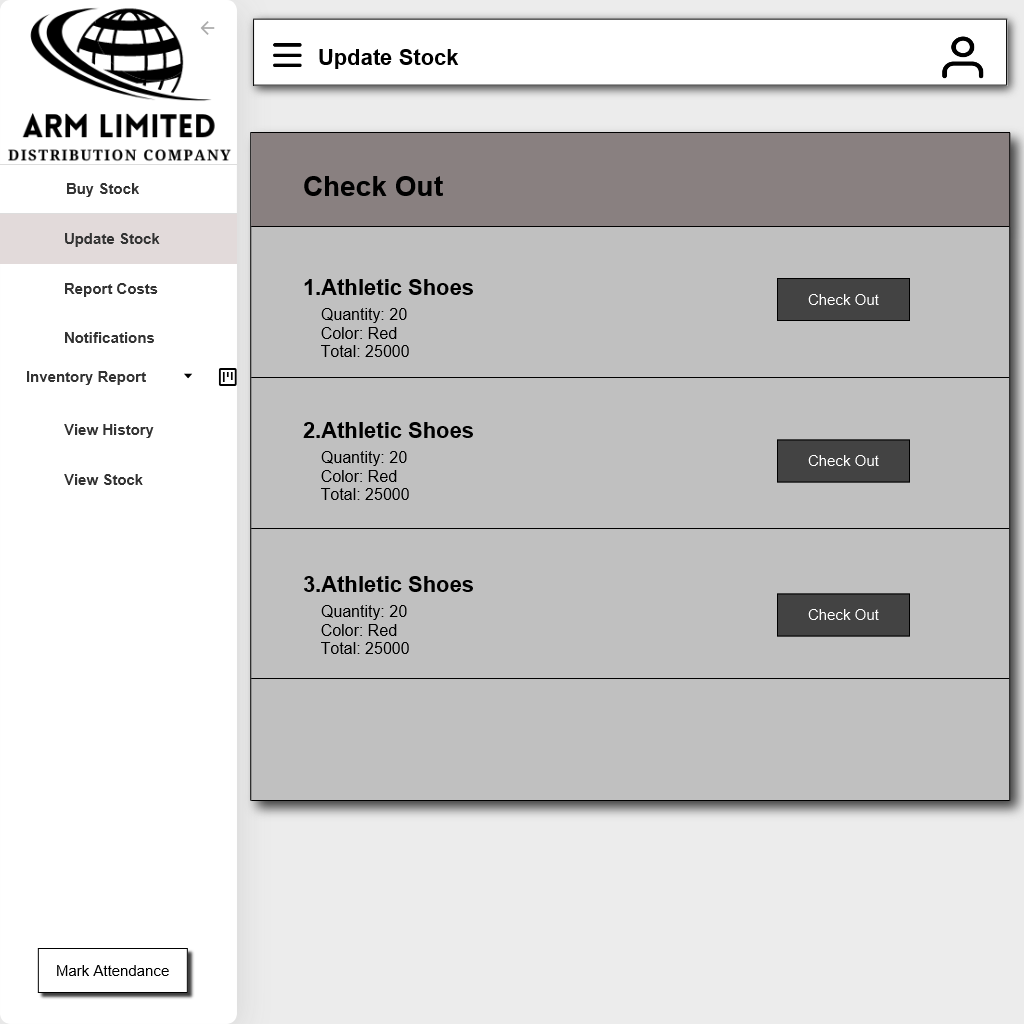 ARM LIMITED
DISTRIBUTION COMPANY
Buy Stock
Update Stock
Report Costs
Notifications
Inventory Report
View History
View Stock
Mark Attendance
Update Stock
Check Out
1.Athletic Shoes
Quantity: 20
Color: Red
Total: 25000
Check Out
2.Athletic Shoes
Quantity: 20
Color: Red
Total: 25000
Check Out
3.Athletic Shoes
Quantity: 20
Color: Red
Total: 25000
Check Out